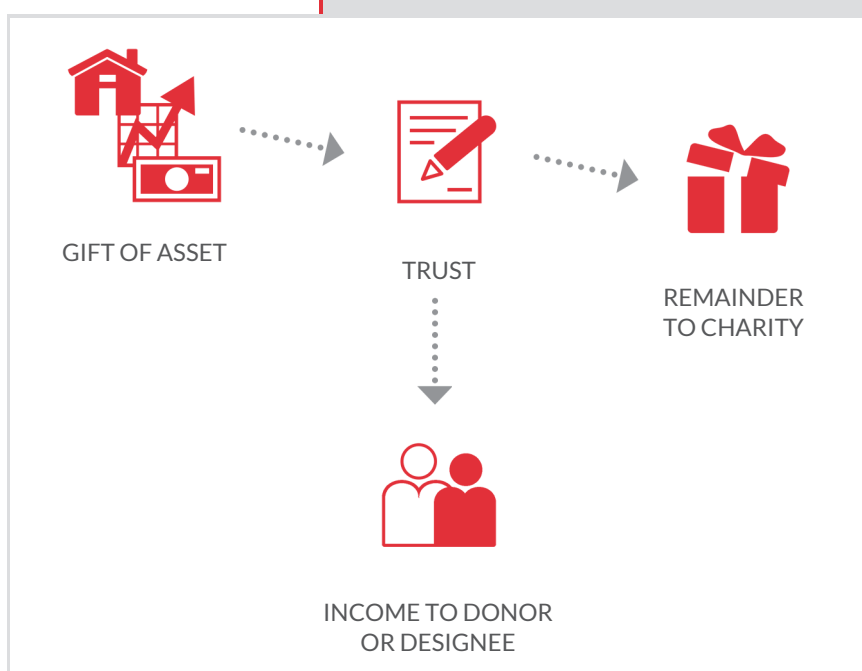 GIFT OF ASSET
TRUST
REMAINDER
TO CHARITY
INCOME TO DONOR
OR DESIGNEE